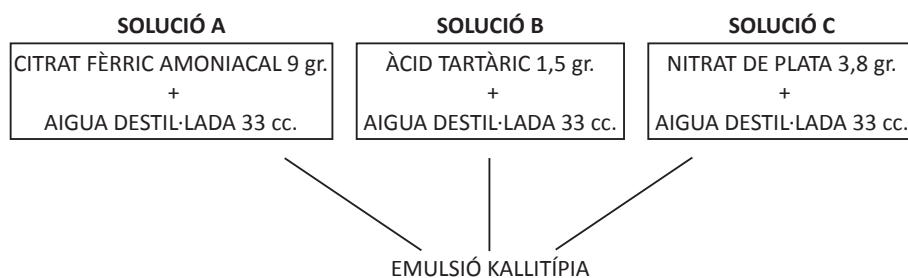 SOLUCIÓ A
CITRAT FÈRRIC AMONIACAL 9 gr.
+
AIGUA DESTIL·LADA 33 cc.
SOLUCIÓ B
ÀCID TARTÀRIC 1,5 gr.
+
AIGUA DESTIL·LADA 33 cc.
SOLUCIÓ C
NITRAT DE PLATA 3,8 gr.
+
AIGUA DESTIL·LADA 33 cc.
EMULSIÓ KALLITÍPIA